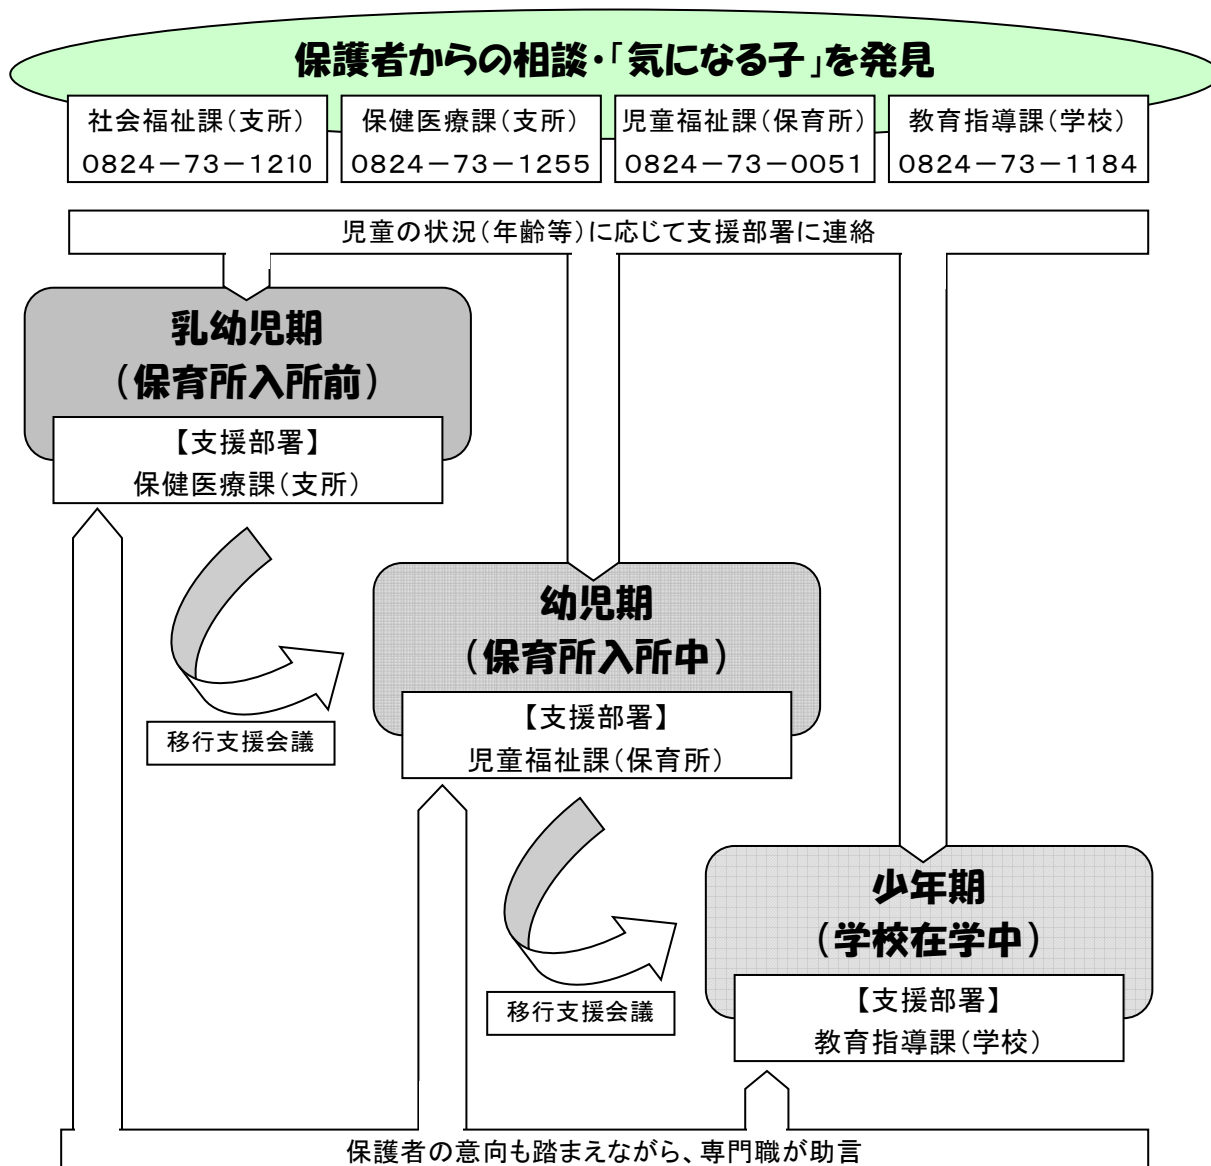 保護者からの相談・「気になる子」を発見
社会福祉課(支所)
0824-73-1210
保健医療課(支所)
0824-73-1255
児童福祉課(保育所)
0824-73-0051
教育指導課(学校)
0824-73-1184
児童の状況(年齢等)に応じて支援部署に連絡
乳幼児期
(保育所入所前)
【支援部署】
保健医療課(支所)
移行支援会議
幼児期
(保育所入所中)
【支援部署】
児童福祉課(保育所)
移行支援会議
少年期
(学校在学中)
【支援部署】
教育指導課(学校)
保護者の意向も踏まえながら、専門職が助言